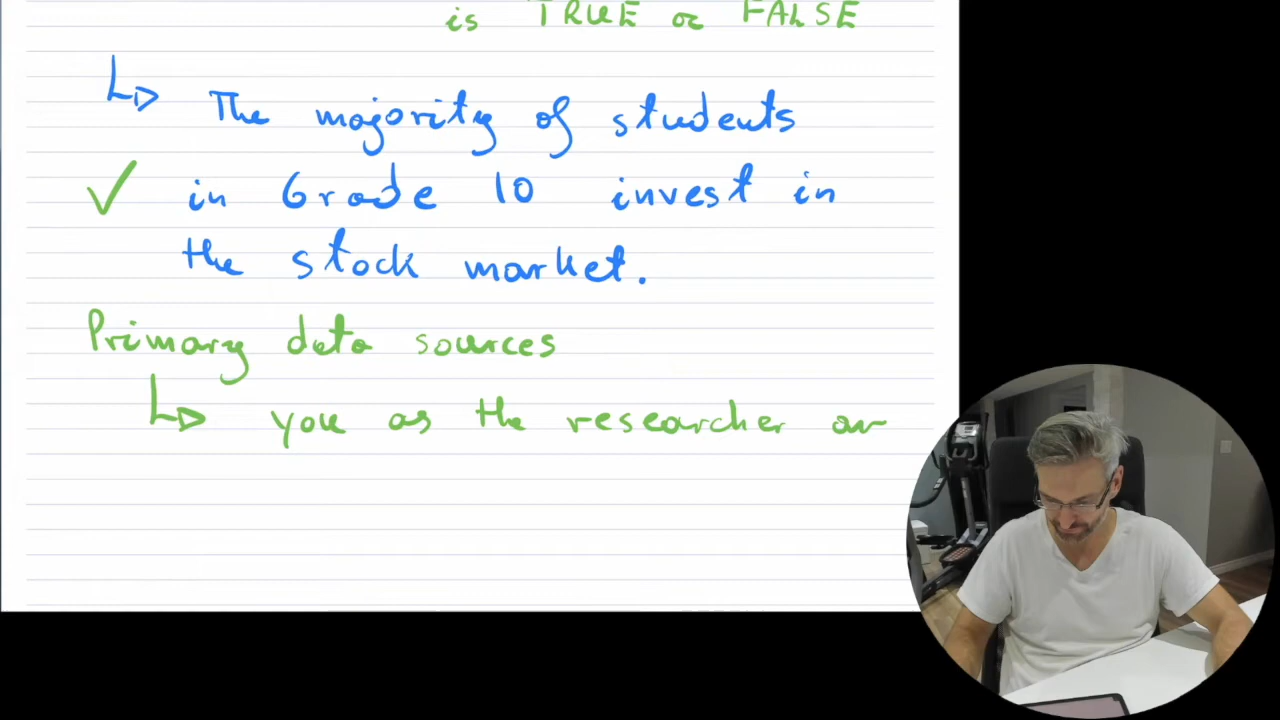 is TRUE or FALSE
↳ The majority of students
✓ in Grade 10 invest in
the stock market.
Primary data sources
↳ you as the researcher